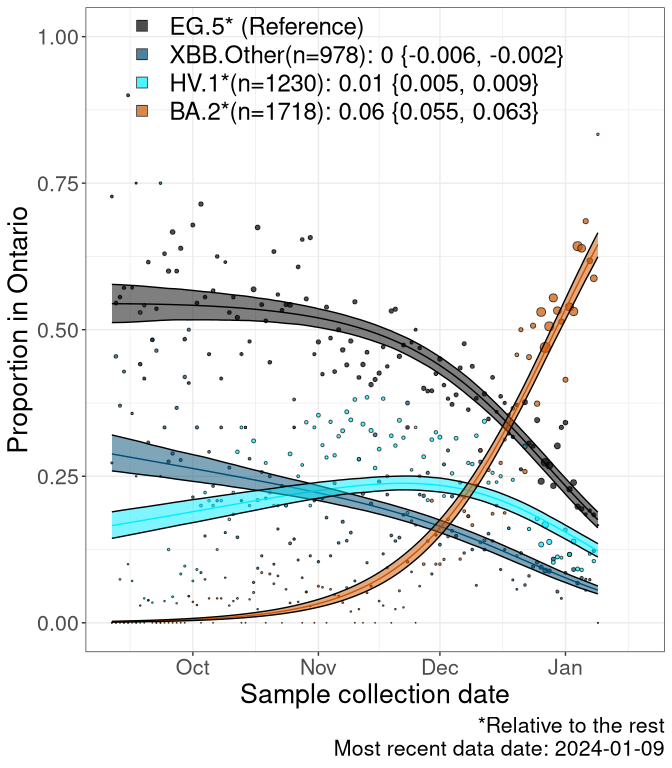 EG.5* (Reference)
XBB.Other(n=978): 0 {-0.006, -0.002}
HV.1*(n=1230): 0.01 {0.005, 0.009}
BA.2*(n=1718): 0.06 {0.055, 0.063}
1.00
0.75
0.50
0.25
0.00
Proportion in Ontario
Oct
Nov
Dec
Jan
Sample collection date
*Relative to the rest
Most recent data date: 2024-01-09